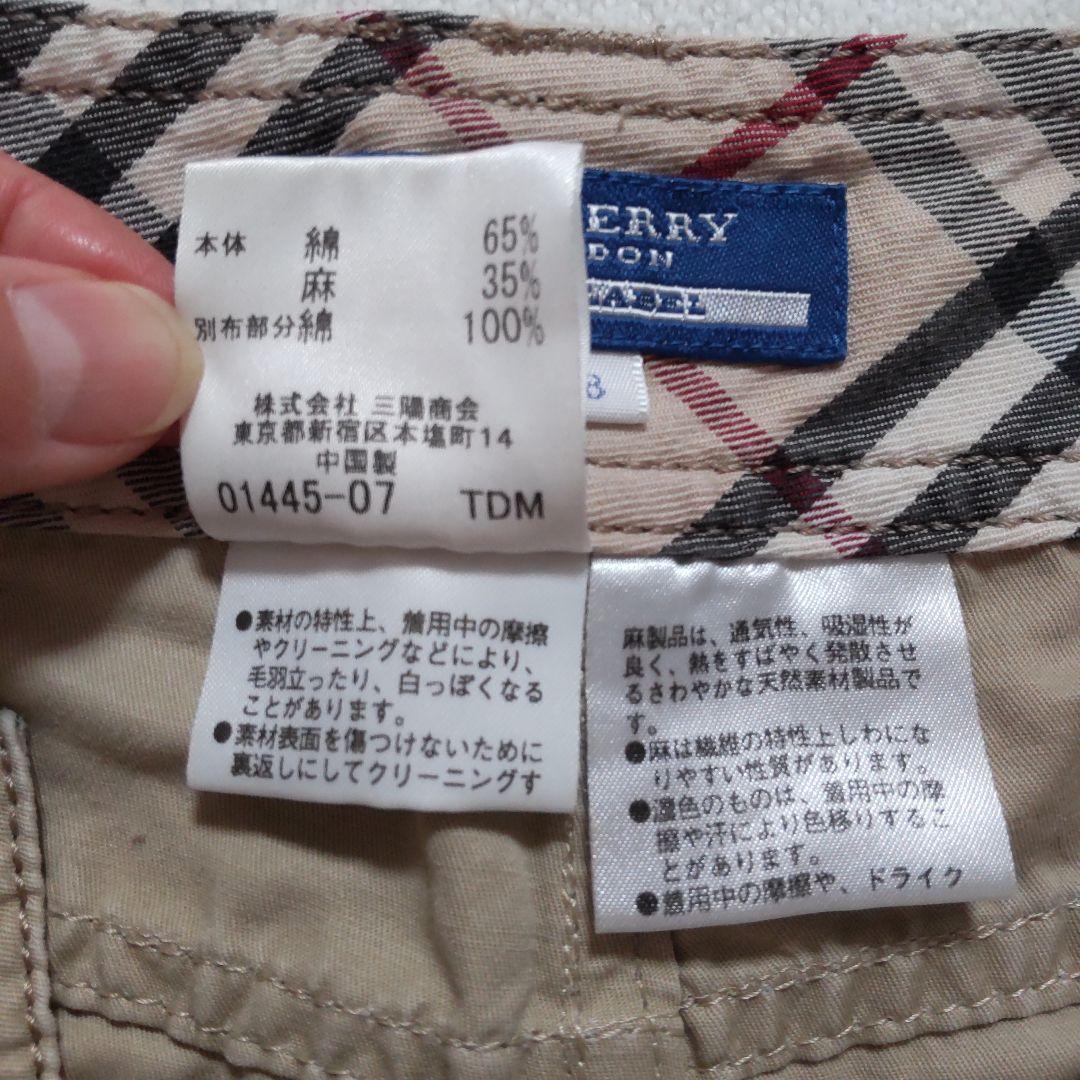 本体 綿 65%
麻 35%
別布部分綿 100%
株式会社 三陽商会
東京都新宿区本塩町14
中国製
01445-07 TDM
ERRY
DON
LABEL
8
●素材の特性上、着用中の摩擦
やクリーニングなどにより、
毛羽立ったり、白っぽくなる
ことがあります。
●素材表面を傷つけないために
裏返しにしてクリーニングす
麻製品は、通気性、吸湿性が
良く、熱をすばやく発散させ
るさわやかな天然素材製品で
す。
●麻は繊維の特性上しわにな
りやすい性質があります。
●濃色のものは、着用中の摩
擦や汗により色移りするこ
とがあります。
●着用中の摩擦や、ドライク